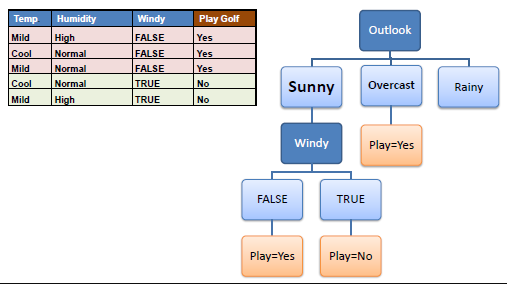 Temp Humidity Windy Play Golf
Mild High FALSE Yes
Cool Normal FALSE Yes
Mild Normal FALSE Yes
Cool Normal TRUE No
Mild High TRUE No
Outlook
Sunny Overcast Rainy
Windy Play=Yes
FALSE TRUE
Play=Yes Play=No